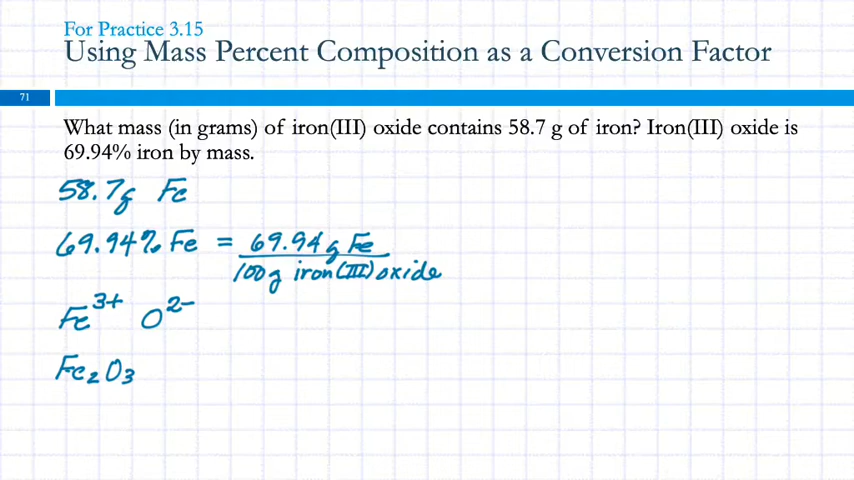 For Practice 3.15
Using Mass Percent Composition as a Conversion Factor
71
What mass (in grams) of iron(III) oxide contains 58.7 g of iron? Iron(III) oxide is
69.94% iron by mass.
58.7g Fe
69.94% Fe = 69.94g Fe
100g iron(III) oxide
Fe³⁺ O²⁻
Fe₂O₃